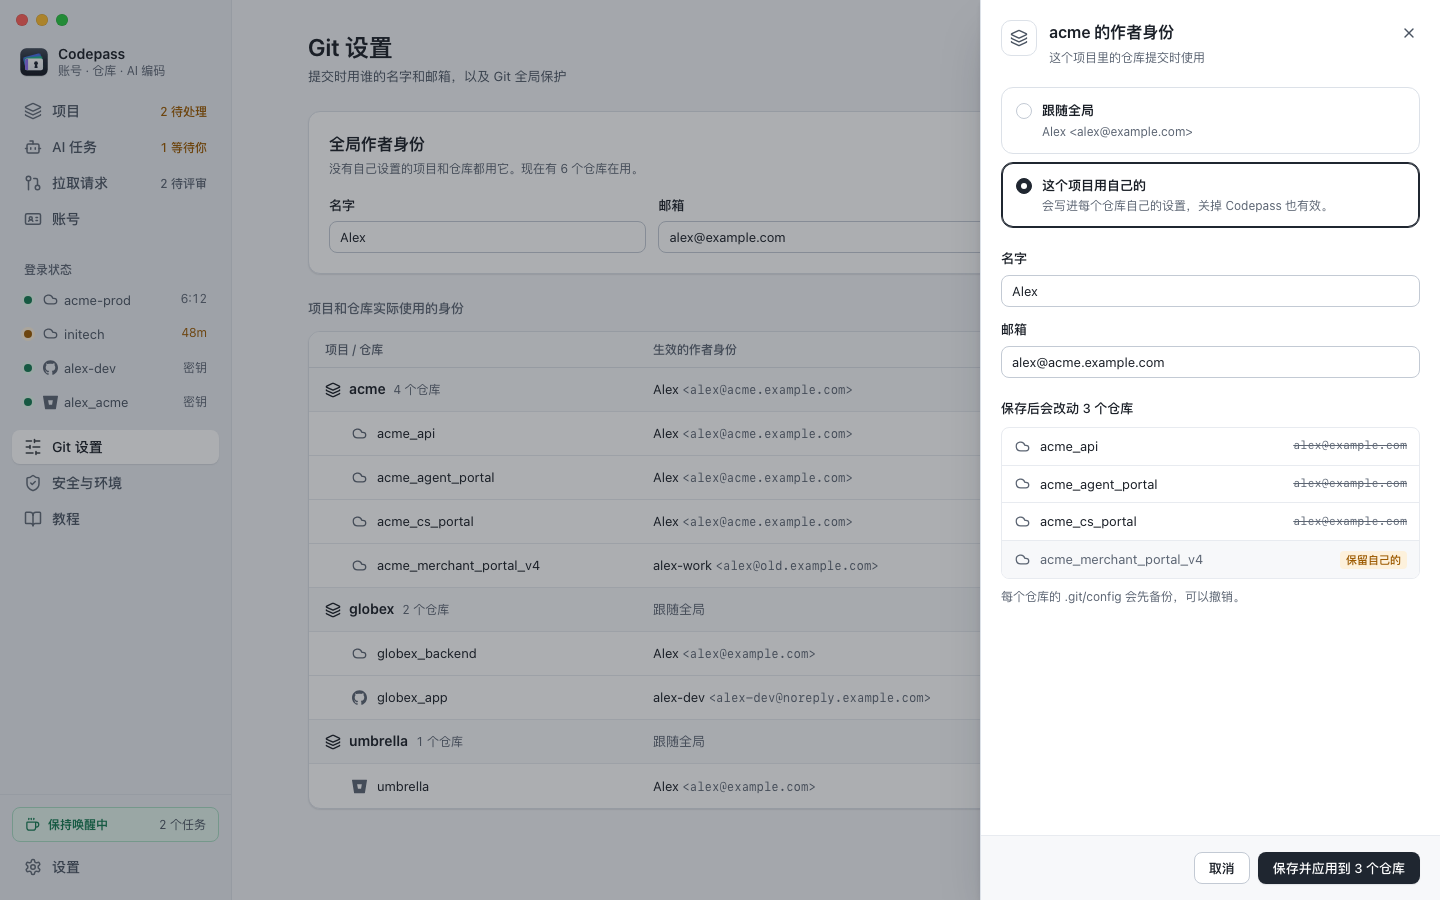 Codepass
账号 · 仓库 · AI 编码
项目 2 待处理
AI 任务 1 等待你
拉取请求 2 待评审
账号
登录状态
acme-prod 6:12
initech 48m
alex-dev 密钥
alex_acme 密钥
Git 设置
安全与环境
教程
保持唤醒中 2 个任务
设置
Git 设置
提交时用谁的名字和邮箱，以及 Git 全局保护
全局作者身份
没有自己设置的项目和仓库都用它。现在有 6 个仓库在用。
名字 邮箱
Alex alex@example.com
项目和仓库实际使用的身份
项目 / 仓库 生效的作者身份
acme 4 个仓库 Alex <alex@acme.example.com>
acme_api Alex <alex@acme.example.com>
acme_agent_portal Alex <alex@acme.example.com>
acme_cs_portal Alex <alex@acme.example.com>
acme_merchant_portal_v4 alex-work <alex@old.example.com>
globex 2 个仓库 跟随全局
globex_backend Alex <alex@example.com>
globex_app alex-dev <alex-dev@noreply.example.com>
umbrella 1 个仓库 跟随全局
umbrella Alex <alex@example.com>
acme 的作者身份
这个项目里的仓库提交时使用
跟随全局
Alex <alex@example.com>
这个项目用自己的
会写进每个仓库自己的设置，关掉 Codepass 也有效。
名字
Alex
邮箱
alex@acme.example.com
保存后会改动 3 个仓库
acme_api alex@example.com
acme_agent_portal alex@example.com
acme_cs_portal alex@example.com
acme_merchant_portal_v4 保留自己的
每个仓库的 .git/config 会先备份，可以撤销。
取消 保存并应用到 3 个仓库